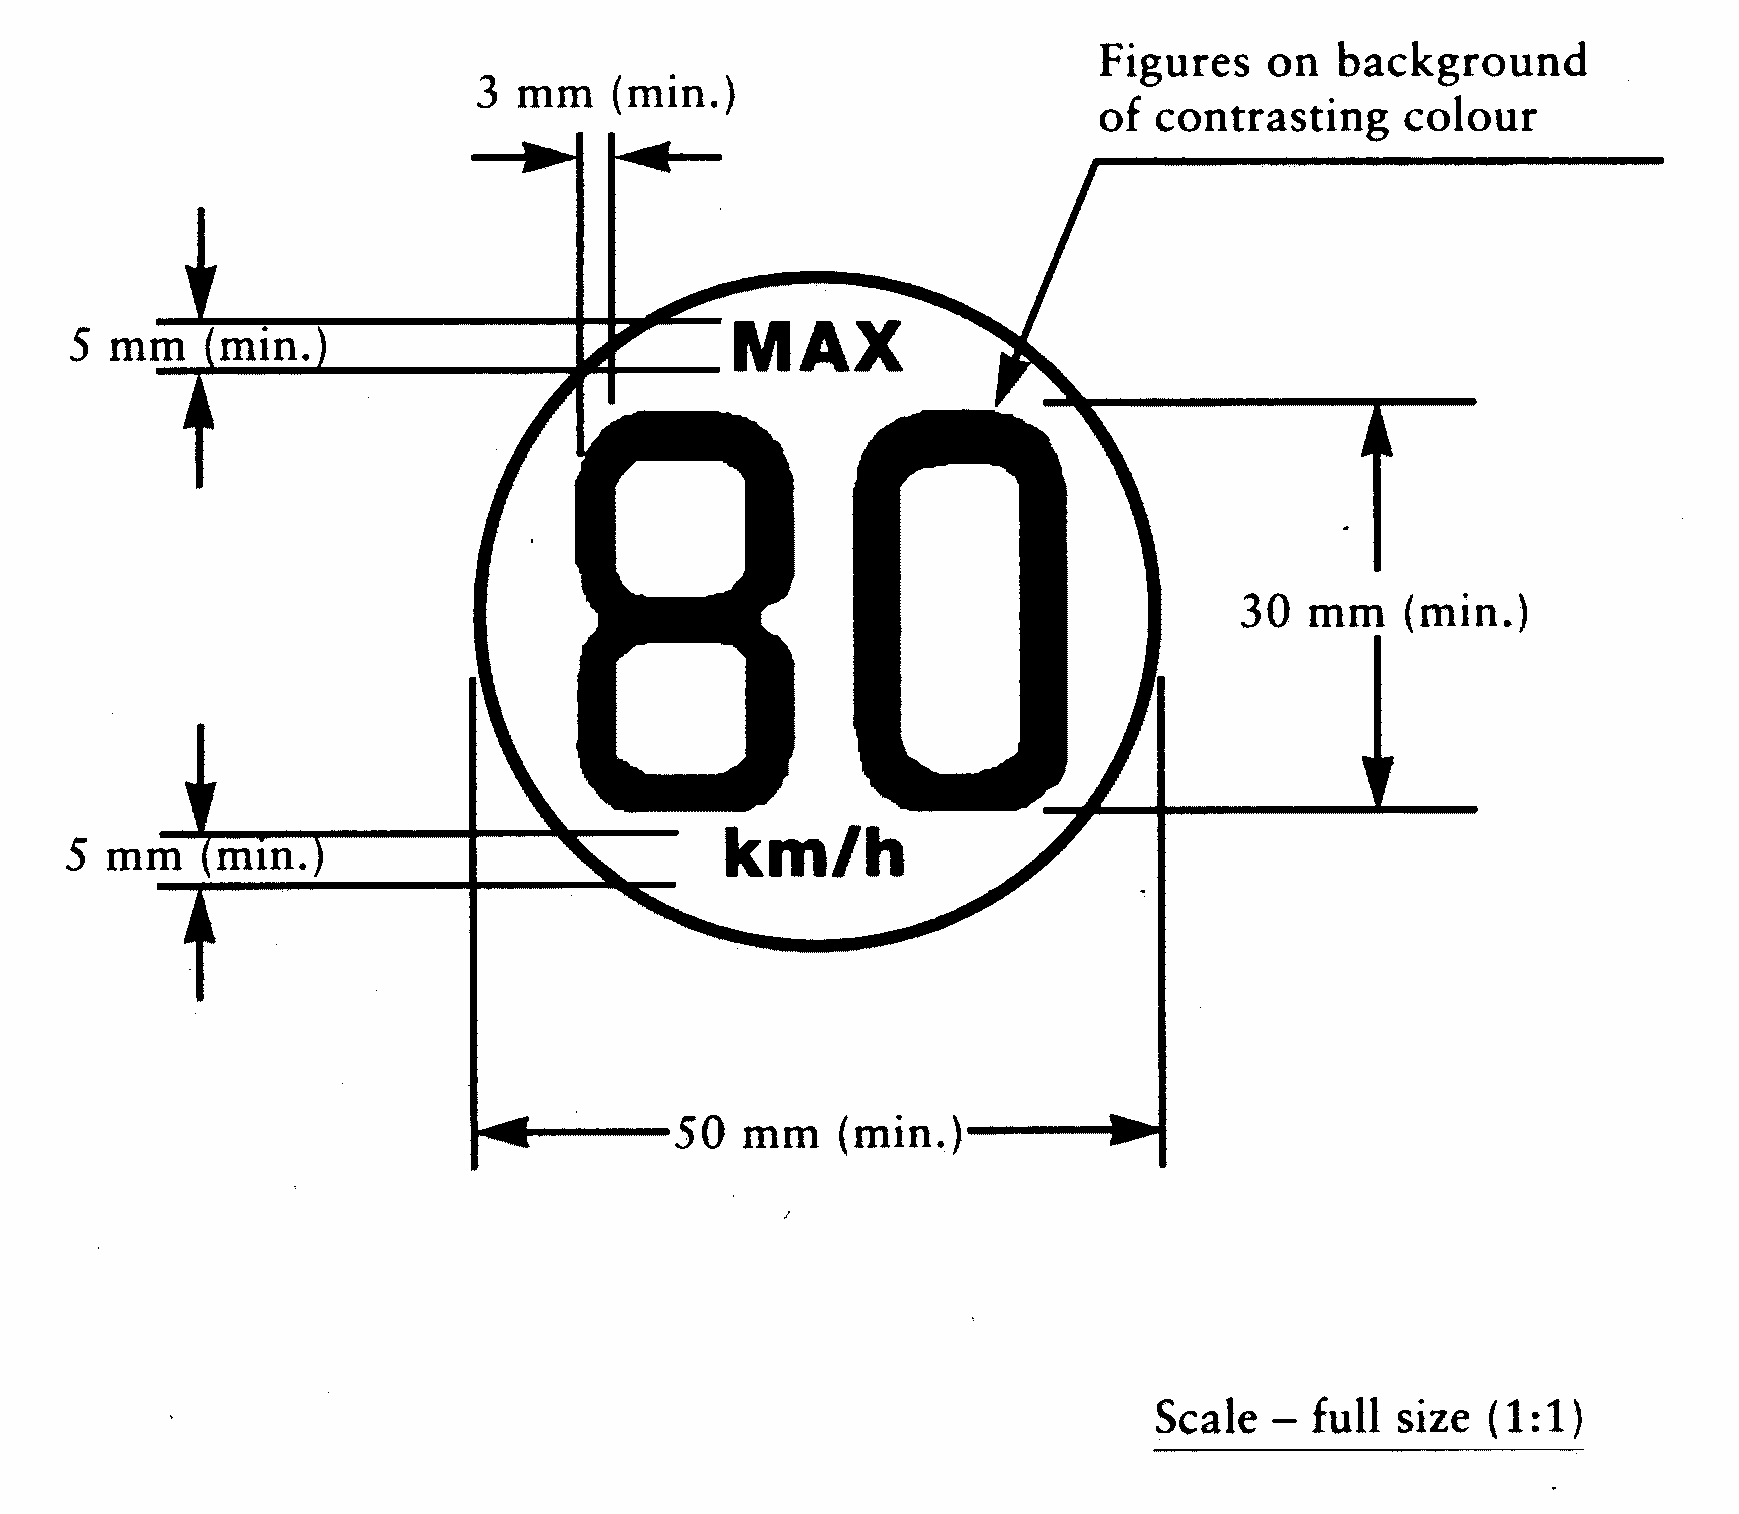 3 mm (min.)
Figures on background
of contrasting colour
5 mm (min.)
MAX
80
30 mm (min.)
5 mm (min.)
km/h
50 mm (min.)
Scale – full size (1:1)